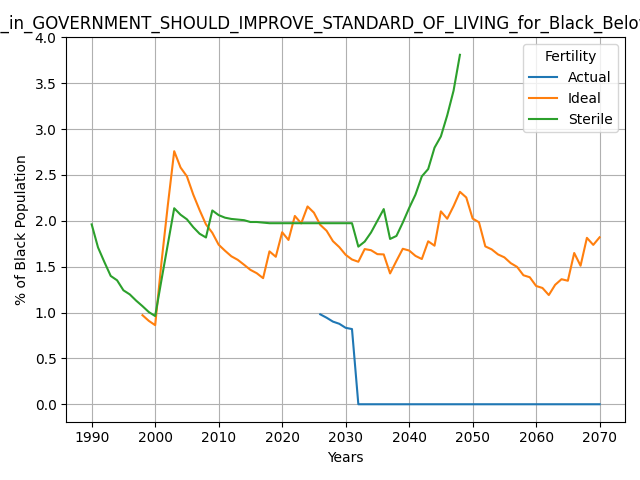 _in_GOVERNMENT_SHOULD_IMPROVE_STANDARD_OF_LIVING_for_Black_Belo
4.0
3.5
3.0
2.5
2.0
1.5
1.0
0.5
0.0
% of Black Population
Fertility
Actual
Ideal
Sterile
1990 2000 2010 2020 2030 2040 2050 2060 2070
Years